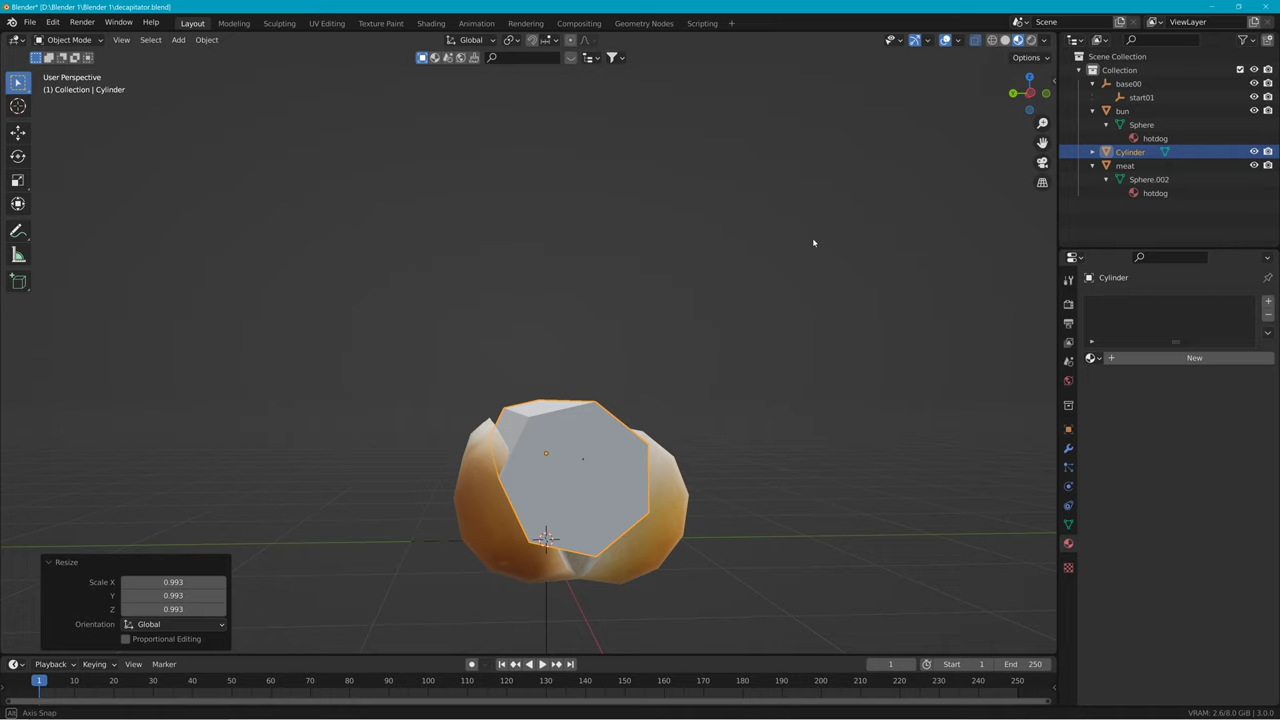 Blender* [D:\Blender 1\Blender 1\decapitator.blend]
File Edit Render Window Help
Layout Modeling Sculpting UV Editing Texture Paint Shading Animation Rendering Compositing Geometry Nodes Scripting +
Scene
ViewLayer
Object Mode View Select Add Object
Global
Options
User Perspective
(1) Collection | Cylinder
Y
Scene Collection
Collection
base00
start01
bun
Sphere
hotdog
Cylinder
meat
Sphere.002
hotdog
Cylinder
New
Resize
Scale X 0.993
Y 0.993
Z 0.993
Orientation Global
Proportional Editing
Playback Keying View Marker
1 Start 1 End 250
1 10 20 30 40 50 60 70 80 90 100 110 120 130 140 150 160 170 180 190 200 210 220 230 240 250
Alt Axis Snap
VRAM: 2.6/8.0 GiB | 3.0.0